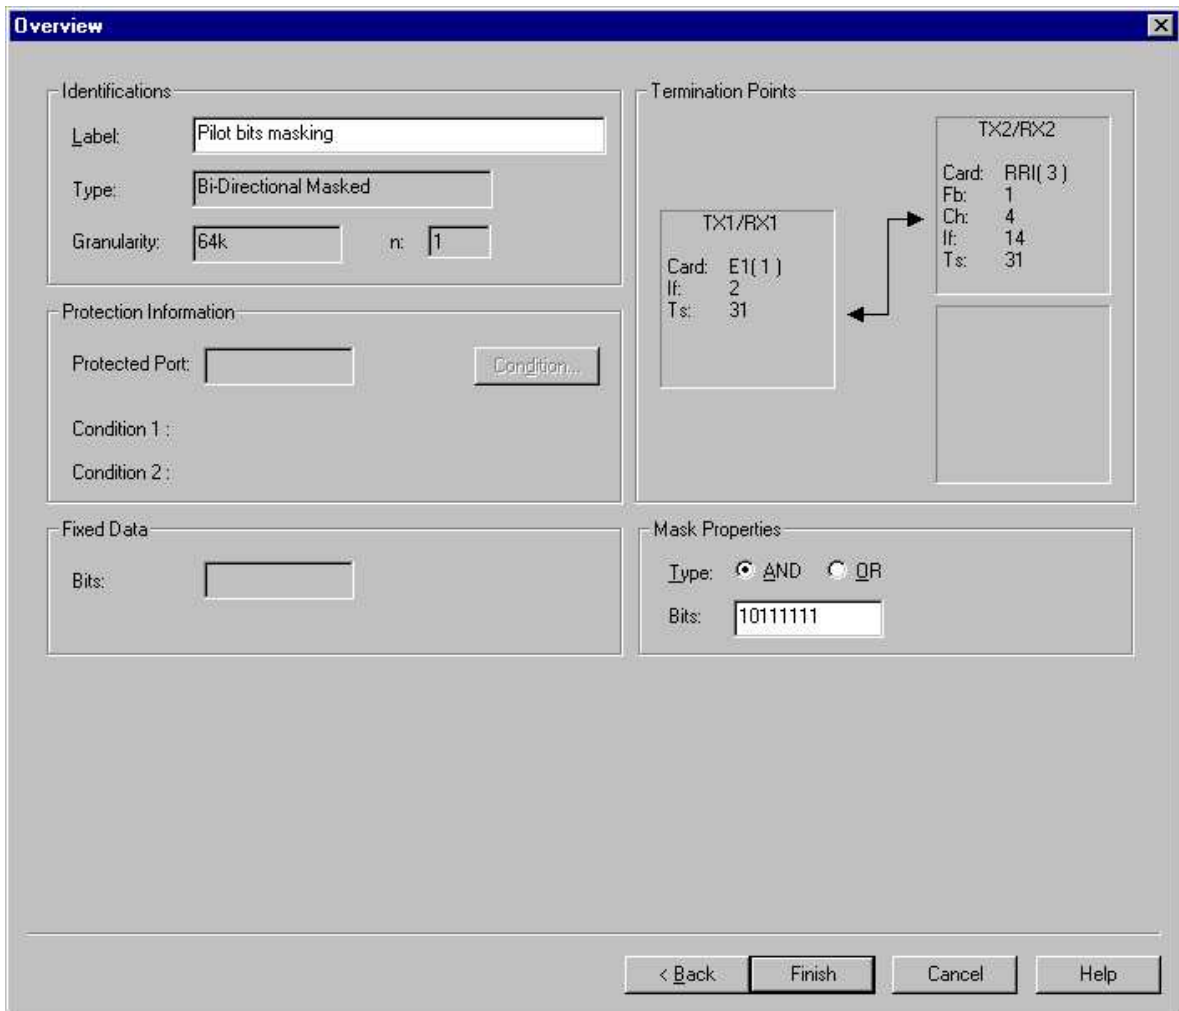 Overview
Identifications
Label: Pilot bits masking
Type: Bi-Directional Masked
Granularity: 64k n: 1
Protection Information
Protected Port:
Condition...
Condition 1 :
Condition 2 :
Fixed Data
Bits:
Termination Points
TX1/RX1
Card: E1( 1 )
If: 2
Ts: 31
TX2/RX2
Card: RRI( 3 )
Fb: 1
Ch: 4
If: 14
Ts: 31
Mask Properties
Type: AND OR
Bits: 10111111
< Back Finish Cancel Help